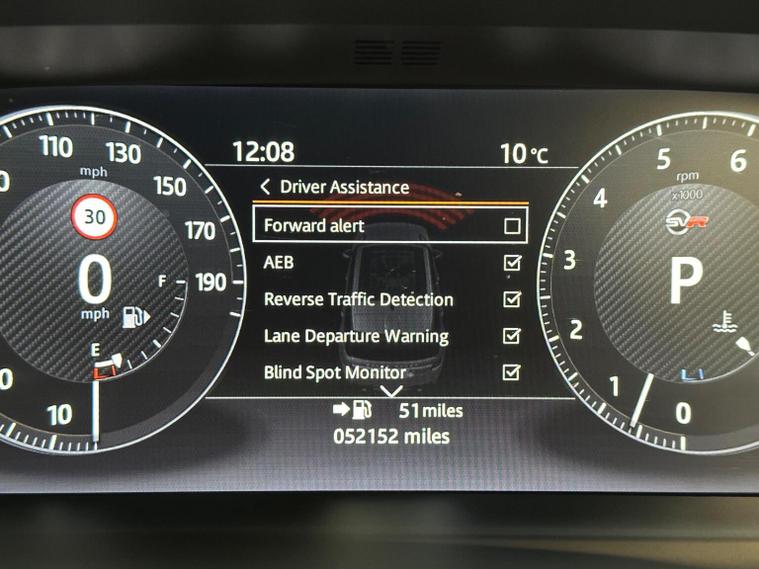 12:08
10 °C
Driver Assistance
Forward alert
AEB
Reverse Traffic Detection
Lane Departure Warning
Blind Spot Monitor
51 miles
052152 miles
110
130
150
170
190
10
mph
30
0
mph
F
E
5
6
4
3
2
1
0
rpm
x1000
SVR
P